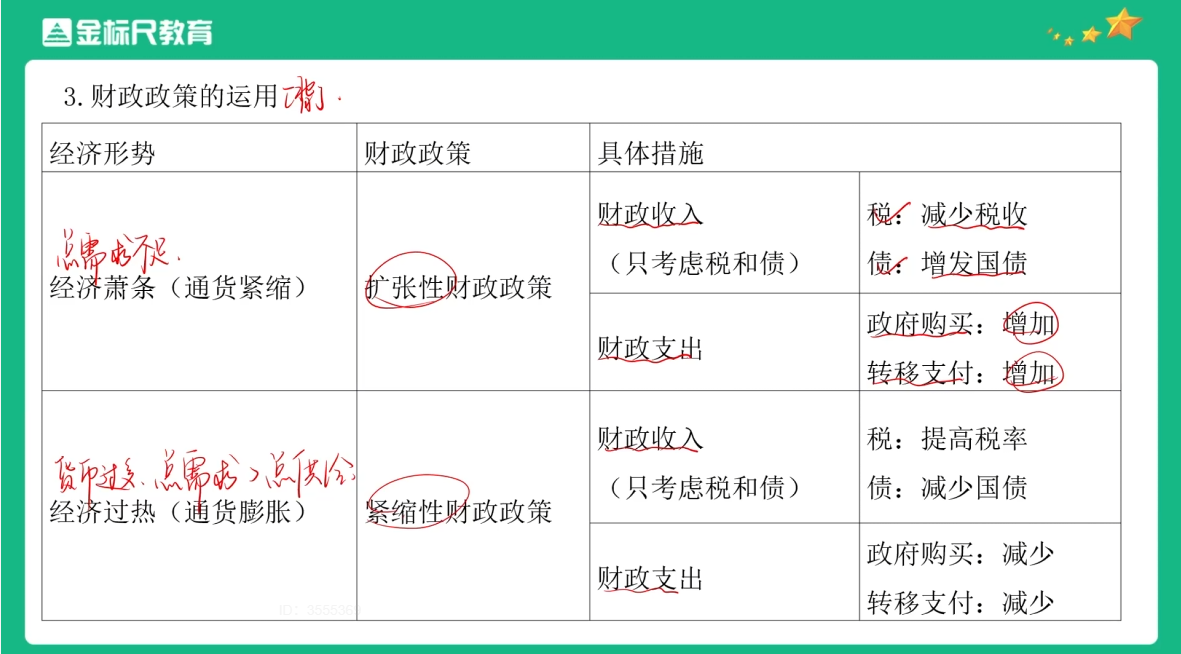 金标尺教育
3.财政政策的运用
经济形势
财政政策
具体措施
总需求不足.
经济萧条（通货紧缩）
扩张性财政政策
财政收入
（只考虑税和债）
税：减少税收
债：增发国债
财政支出
政府购买：增加
转移支付：增加
货币过多、总需求>总供给
经济过热（通货膨胀）
紧缩性财政政策
财政收入
（只考虑税和债）
税：提高税率
债：减少国债
财政支出
政府购买：减少
转移支付：减少
ID：3555369